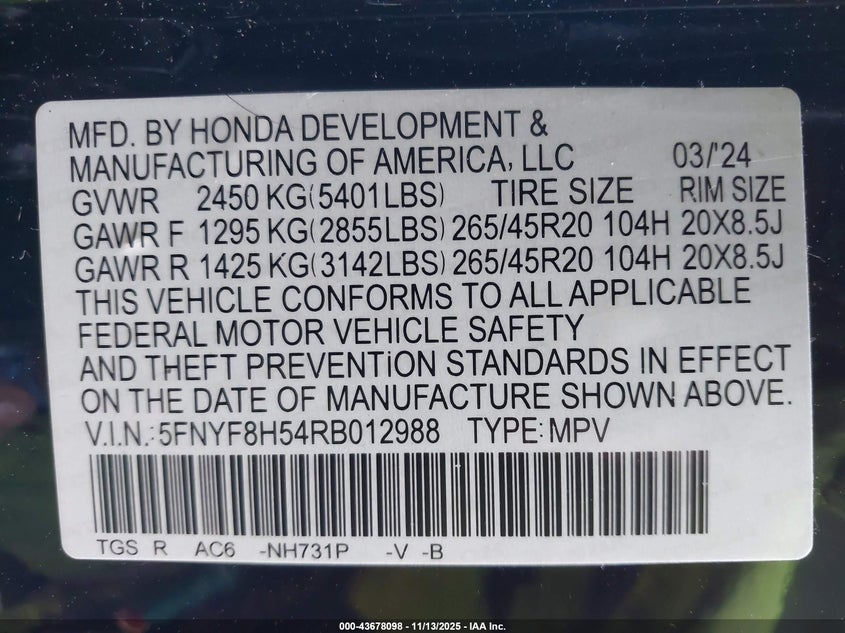 MFD. BY HONDA DEVELOPMENT &
MANUFACTURING OF AMERICA, LLC 03/'24
GVWR 2450 KG(5401LBS) TIRE SIZE RIM SIZE
GAWR F 1295 KG(2855LBS) 265/45R20 104H 20X8.5J
GAWR R 1425 KG(3142LBS) 265/45R20 104H 20X8.5J
THIS VEHICLE CONFORMS TO ALL APPLICABLE
FEDERAL MOTOR VEHICLE SAFETY
AND THEFT PREVENTiON STANDARDS IN EFFECT
ON THE DATE OF MANUFACTURE SHOWN ABOVE.
V.I.N.: 5FNYF8H54RB012988 TYPE: MPV
TGS R AC6 -NH731P -V -B
000-43678098 - 11/13/2025 - IAA Inc.